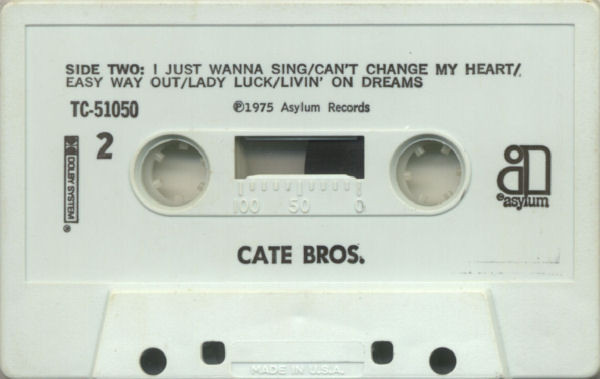 SIDE TWO: I JUST WANNA SING/CAN'T CHANGE MY HEART/
EASY WAY OUT/LADY LUCK/LIVIN' ON DREAMS
TC-51050
℗1975 Asylum Records
2
DOLBY SYSTEM ®
100 50 0
asylum
CATE BROS.
MADE IN U.S.A.